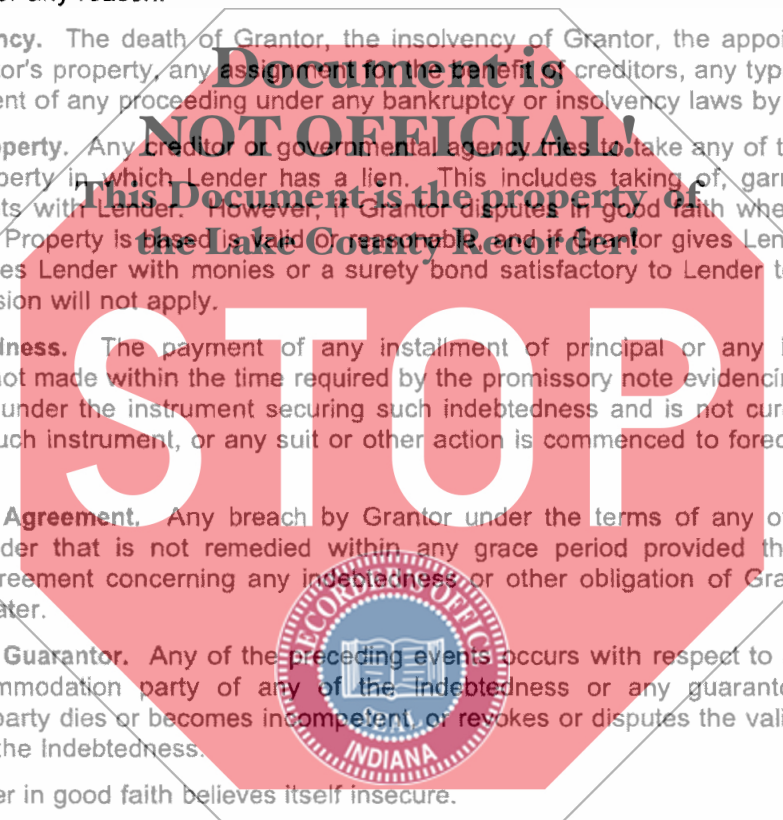 or any reason.
ncy. The death of Grantor, the insolvency of Grantor, the appoi
tor's property, any assignment for the benefit of creditors, any typ
ent of any proceeding under any bankruptcy or insolvency laws by
operty. Any creditor or governmental agency tries to take any of t
perty in which Lender has a lien. This includes taking of, garn
ts with Lender. However, if Grantor disputes in good faith whe
Property is based is valid or reasonable, and if Grantor gives Len
es Lender with monies or a surety bond satisfactory to Lender t
sion will not apply.
dness. The payment of any installment of principal or any i
not made within the time required by the promissory note evidenci
under the instrument securing such indebtedness and is not cur
uch instrument, or any suit or other action is commenced to forec
Agreement. Any breach by Grantor under the terms of any o
der that is not remedied within any grace period provided th
reement concerning any indebtedness or other obligation of Gra
ater.
Guarantor. Any of the preceding events occurs with respect to
mmodation party of any of the Indebtedness or any guaranto
party dies or becomes incompetent, or revokes or disputes the vali
the Indebtedness.
er in good faith believes itself insecure.
Document is
NOT OFFICIAL!
This Document is the property of
the Lake County Recorder!
STOP
RECORDER'S OFFICE
SEAL
INDIANA